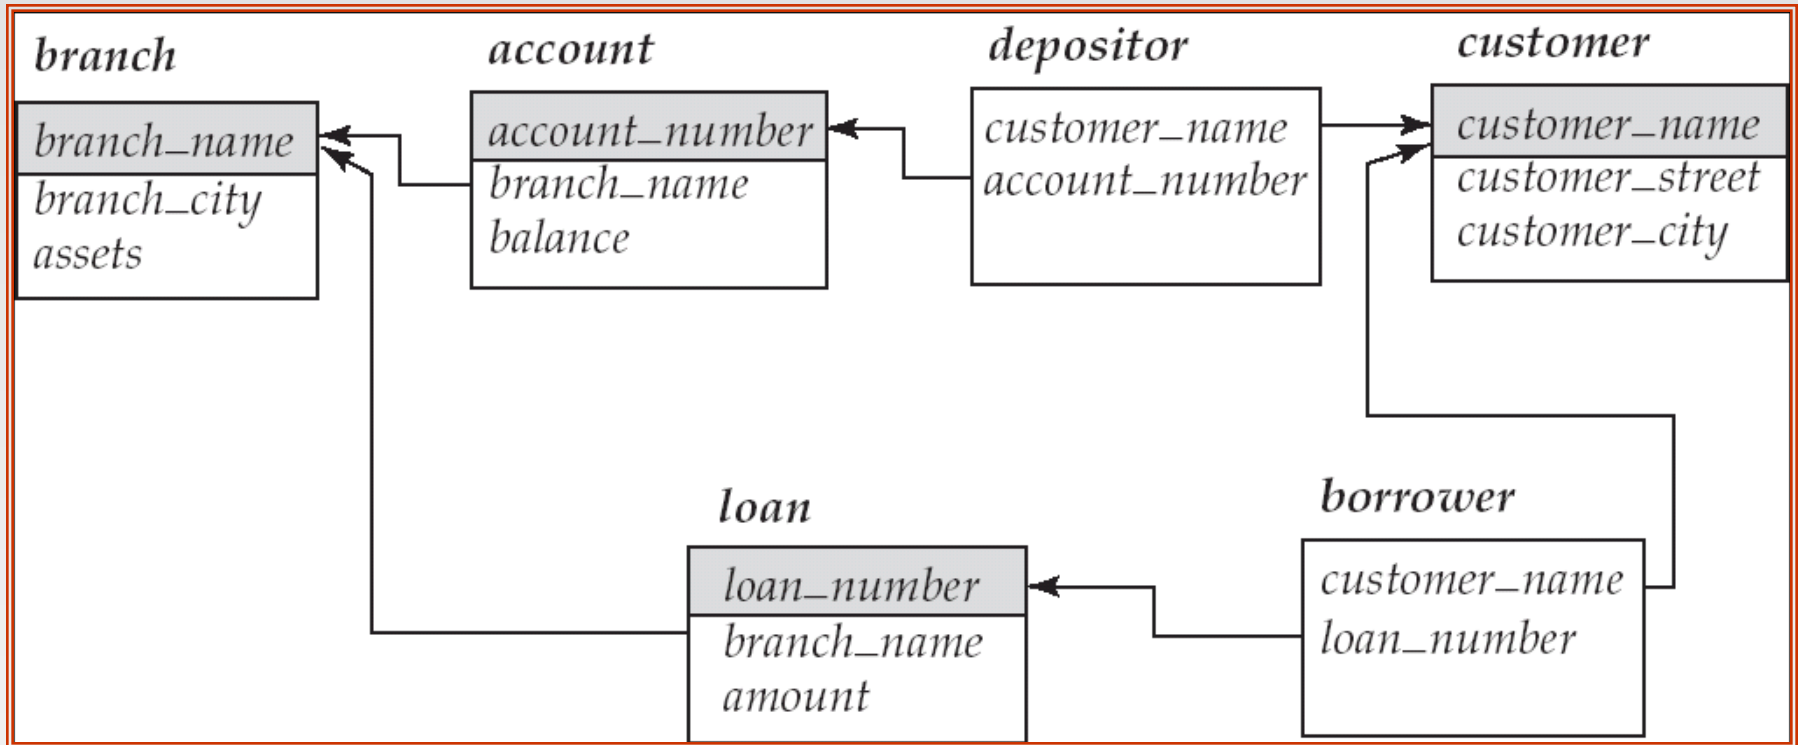 branch
branch_name
branch_city
assets
account
account_number
branch_name
balance
depositor
customer_name
account_number
customer
customer_name
customer_street
customer_city
loan
loan_number
branch_name
amount
borrower
customer_name
loan_number